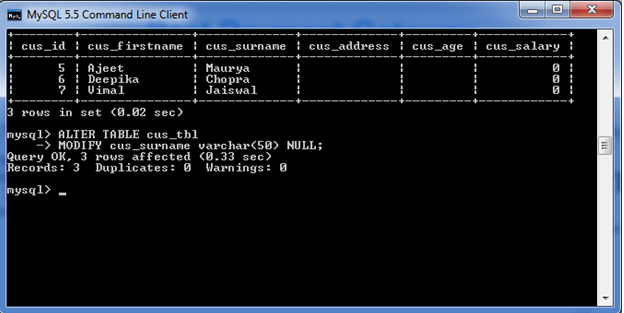 MySQL 5.5 Command Line Client
+--------+---------------+-------------+-------------+---------+------------+
| cus_id | cus_firstname | cus_surname | cus_address | cus_age | cus_salary |
+--------+---------------+-------------+-------------+---------+------------+
|      5 | Ajeet         | Maurya      |             |         |          0 |
|      6 | Deepika       | Chopra      |             |         |          0 |
|      7 | Vimal         | Jaiswal     |             |         |          0 |
+--------+---------------+-------------+-------------+---------+------------+
3 rows in set (0.02 sec)
mysql> ALTER TABLE cus_tbl
    -> MODIFY cus_surname varchar(50) NULL;
Query OK, 3 rows affected (0.33 sec)
Records: 3  Duplicates: 0  Warnings: 0
mysql> _